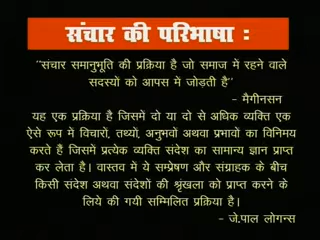 संचार की परिभाषा :
“संचार समानुभूति की प्रक्रिया है जो समाज में रहने वाले
सदस्यों को आपस में जोड़ती है”
- मैगीनसन
यह एक प्रक्रिया है जिसमें दो या दो से अधिक व्यक्ति एक
ऐसे रूप में विचारों, तथ्यों, अनुभवों अथवा प्रभावों का विनिमय
करते हैं जिसमें प्रत्येक व्यक्ति संदेश का सामान्य ज्ञान प्राप्त
कर लेता है। वास्तव में ये सम्प्रेषण और संग्राहक के बीच
किसी संदेश अथवा संदेशों की श्रृंखला को प्राप्त करने के
लिये की गयी सम्मिलित प्रक्रिया है।
- जे.पाल लोगन्स